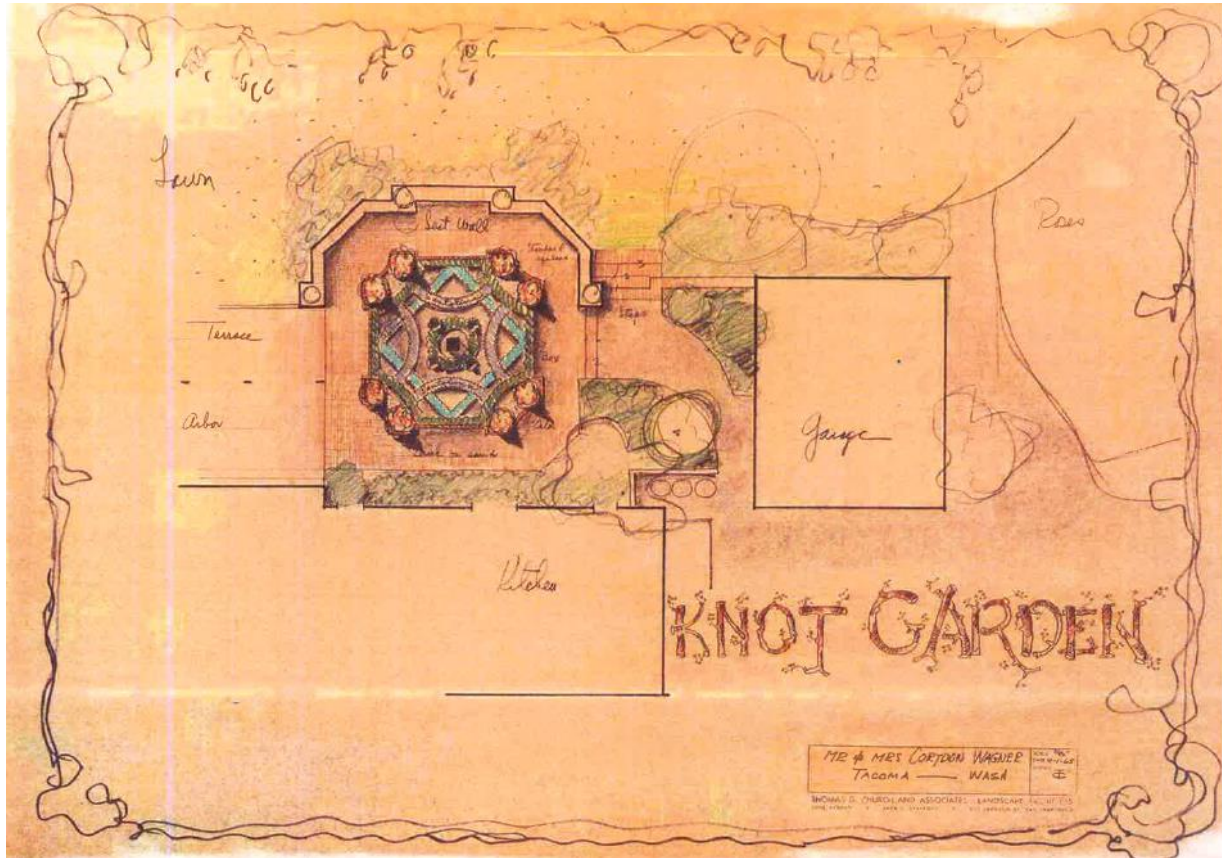 Lawn
Seat Wall
Roses
Steps
Terrace
Box
Arbor
Garage
Kitchen
KNOT GARDEN
MR & MRS CORYDON WAGNER
TACOMA — WASH
THOMAS D. CHURCH AND ASSOCIATES LANDSCAPE